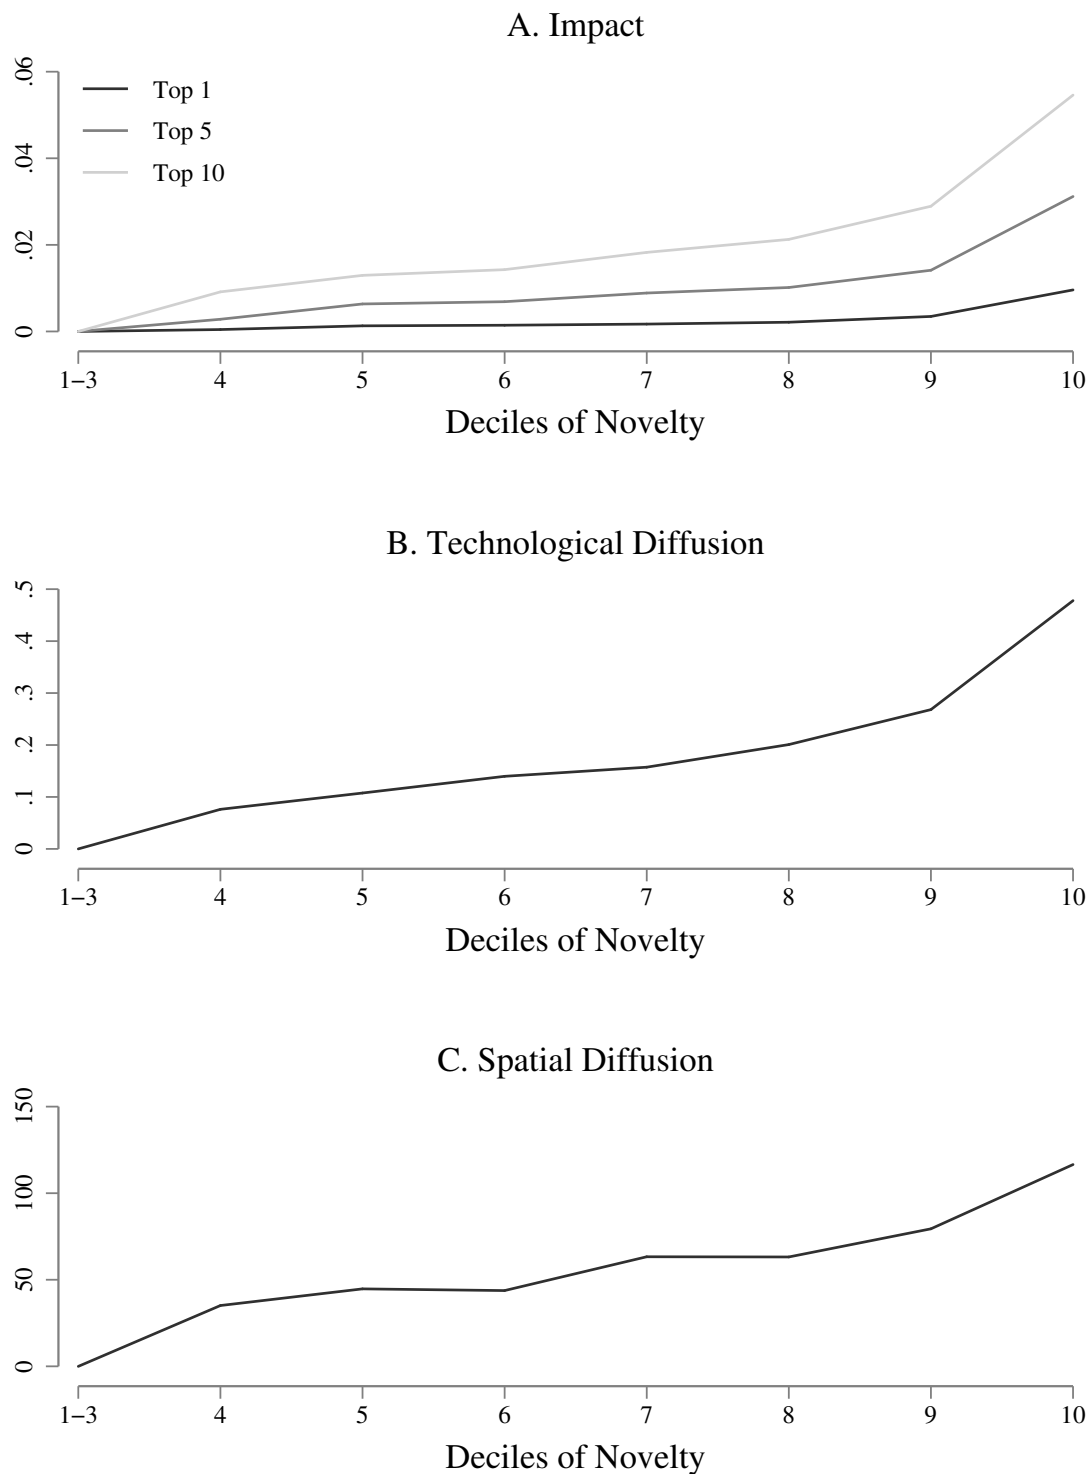 A. Impact
.06
.04
.02
0
Top 1
Top 5
Top 10
1–3 4 5 6 7 8 9 10
Deciles of Novelty
B. Technological Diffusion
.5
.4
.3
.2
.1
0
1–3 4 5 6 7 8 9 10
Deciles of Novelty
C. Spatial Diffusion
150
100
50
0
1–3 4 5 6 7 8 9 10
Deciles of Novelty